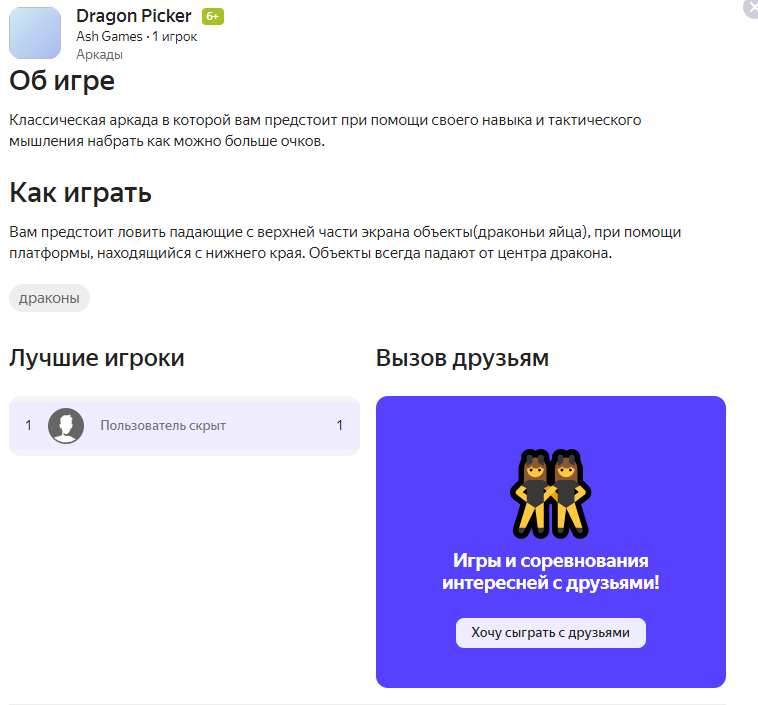 Dragon Picker 6+
Ash Games · 1 игрок
Аркады
Об игре
Классическая аркада в которой вам предстоит при помощи своего навыка и тактического
мышления набрать как можно больше очков.
Как играть
Вам предстоит ловить падающие с верхней части экрана объекты(драконьи яйца), при помощи
платформы, находящийся с нижнего края. Объекты всегда падают от центра дракона.
драконы
Лучшие игроки
1 Пользователь скрыт 1
Вызов друзьям
Игры и соревнования
интересней с друзьями!
Хочу сыграть с друзьями